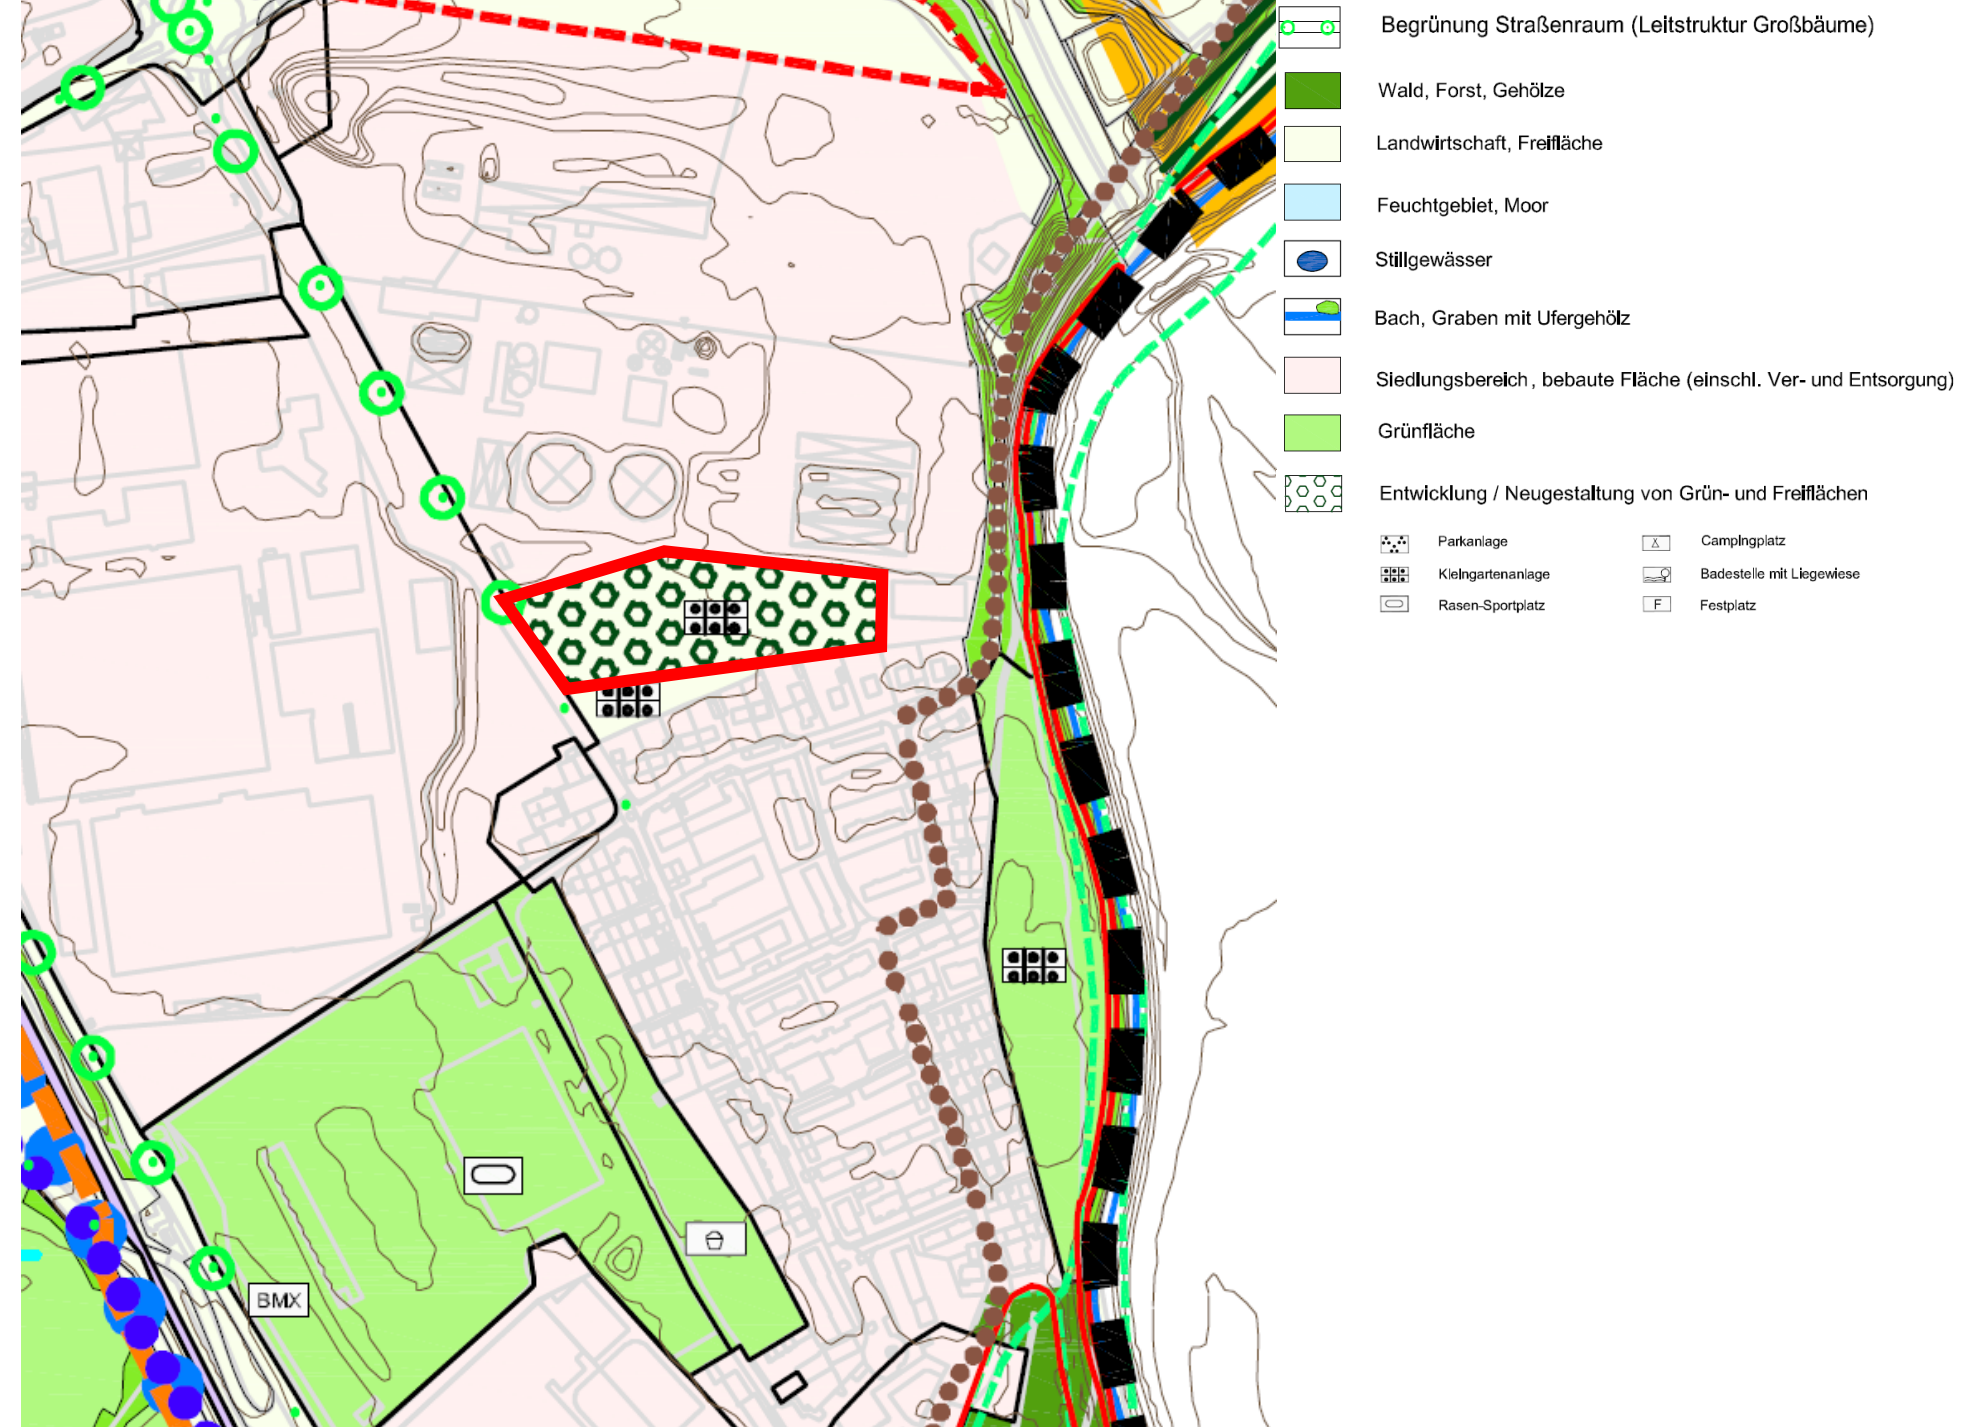 Begrünung Straßenraum (Leitstruktur Großbäume)
Wald, Forst, Gehölze
Landwirtschaft, Freifläche
Feuchtgebiet, Moor
Stillgewässer
Bach, Graben mit Ufergehölz
Siedlungsbereich, bebaute Fläche (einschl. Ver- und Entsorgung)
Grünfläche
Entwicklung / Neugestaltung von Grün- und Freiflächen
Parkanlage
Campingplatz
Kleingartenanlage
Badestelle mit Liegewiese
Rasen-Sportplatz
F
Festplatz
BMX